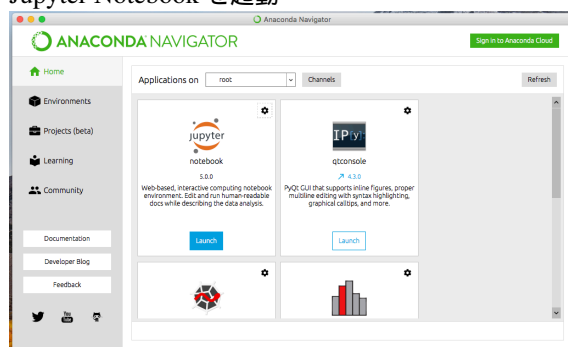 Jupyter Notebook を起動
Anaconda Navigator
ANACONDA NAVIGATOR
Sign in to Anaconda Cloud
Home
Environments
Projects (beta)
Learning
Community
Documentation
Developer Blog
Feedback
You
Tube
Applications on
root
Channels
Refresh
jupyter
notebook
5.0.0
Web-based, interactive computing notebook
environment. Edit and run human-readable
docs while describing the data analysis.
Launch
IP[y]:
qtconsole
4.3.0
PyQt GUI that supports inline figures, proper
multiline editing with syntax highlighting,
graphical calltips, and more.
Launch